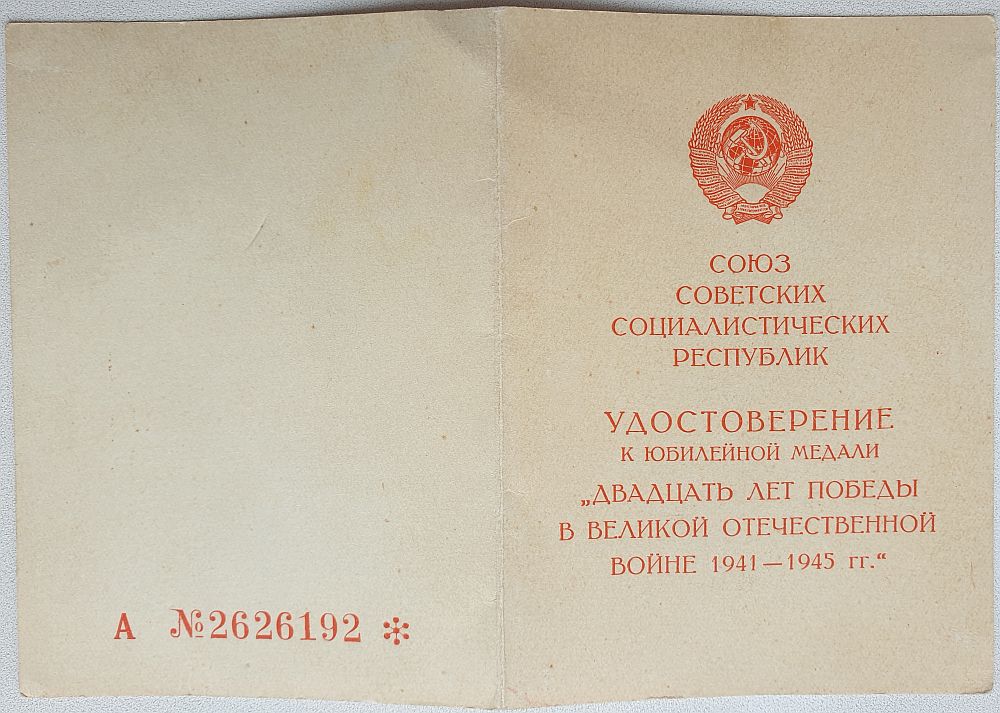 А №2626192 *
СОЮЗ
СОВЕТСКИХ
СОЦИАЛИСТИЧЕСКИХ
РЕСПУБЛИК
УДОСТОВЕРЕНИЕ
К ЮБИЛЕЙНОЙ МЕДАЛИ
„ДВАДЦАТЬ ЛЕТ ПОБЕДЫ
В ВЕЛИКОЙ ОТЕЧЕСТВЕННОЙ
ВОЙНЕ 1941—1945 гг.“